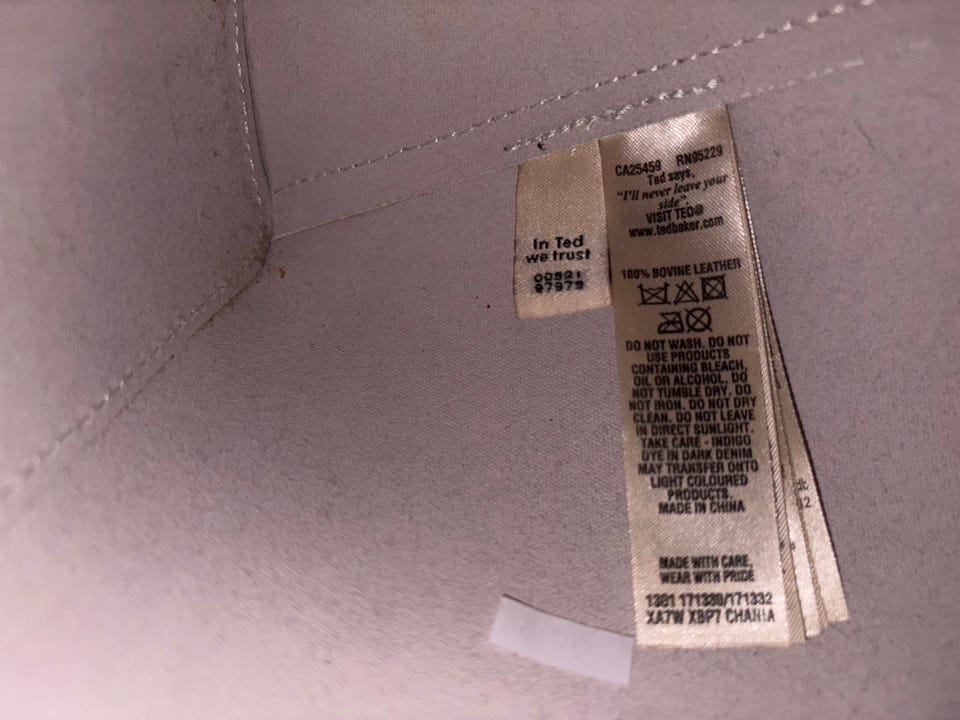 In Ted
we trust
00921
97979
CA25459 RN95229
Ted says,
"I'll never leave your
side".
VISIT TED@
www.tedbaker.com
100% BOVINE LEATHER
DO NOT WASH. DO NOT
USE PRODUCTS
CONTAINING BLEACH,
OIL OR ALCOHOL. DO
NOT TUMBLE DRY. DO
NOT IRON. DO NOT DRY
CLEAN. DO NOT LEAVE
IN DIRECT SUNLIGHT.
TAKE CARE - INDIGO
DYE IN DARK DENIM
MAY TRANSFER ONTO
LIGHT COLOURED
PRODUCTS.
MADE IN CHINA
MADE WITH CARE,
WEAR WITH PRIDE
1381 171330/171332
XA7W XBP7 CHANIA
12